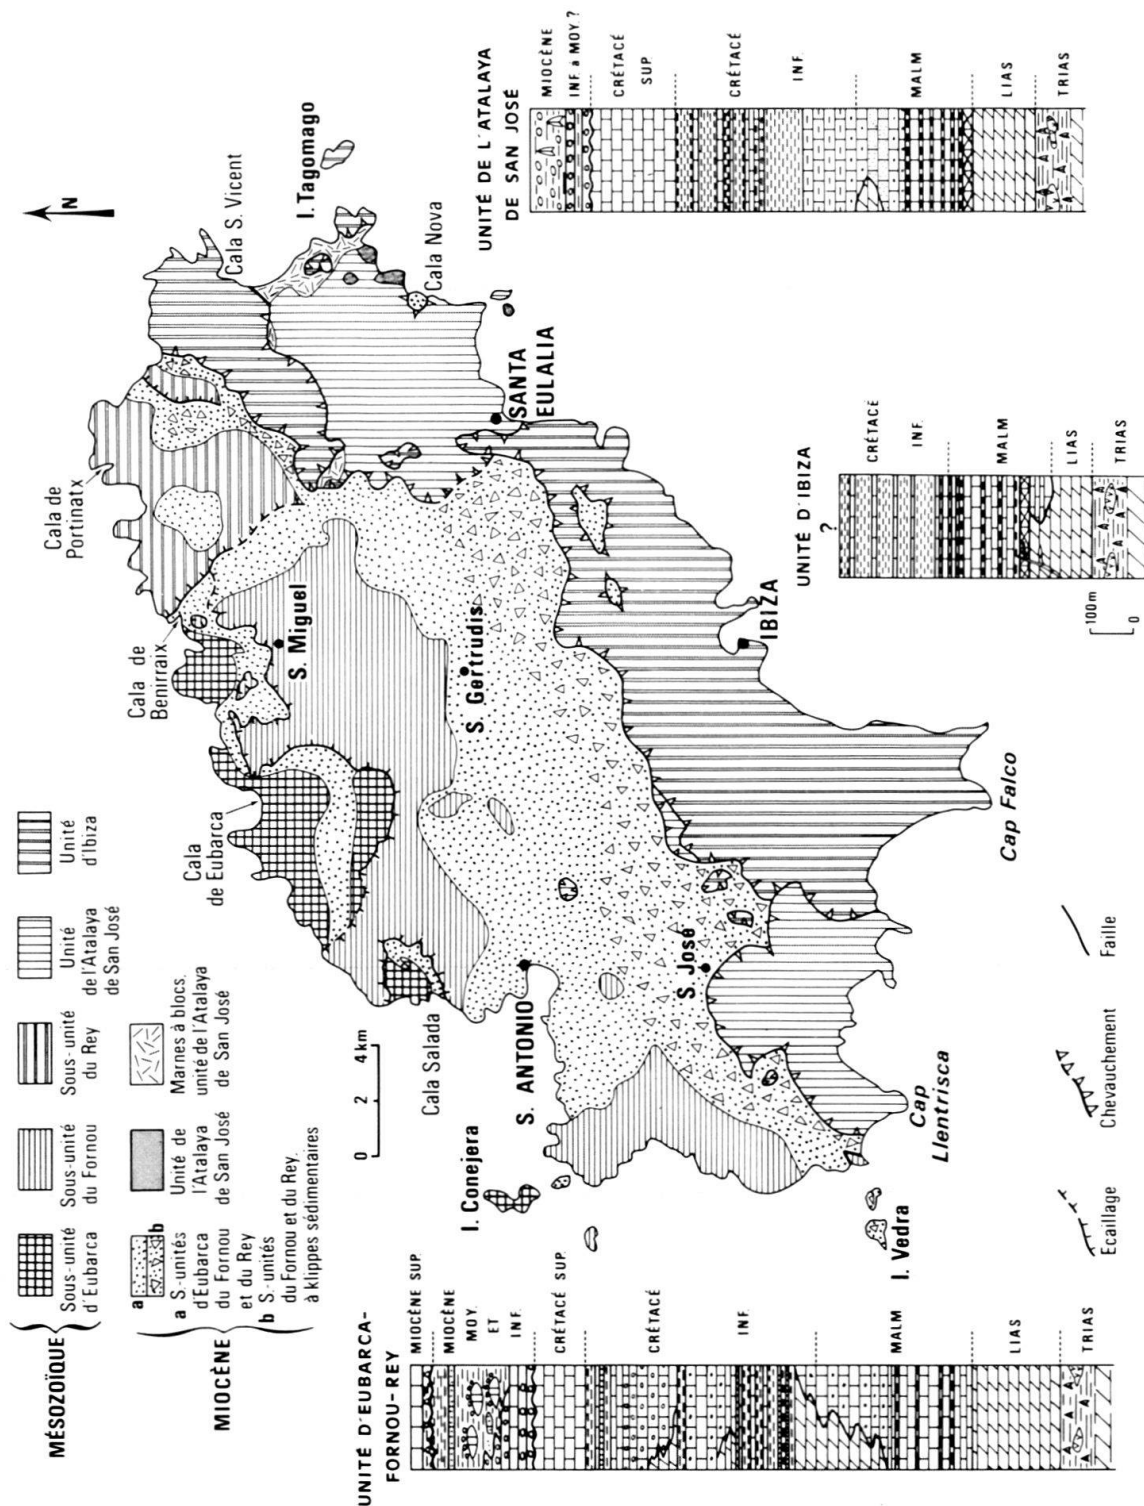 MÉSOZOÏQUE
Sous-unité
d'Eubarca
Sous-unité
du Fornou
Sous-unité
du Rey
Unité
de l'Atalaya
de San José
Unité
d'Ibiza
MIOCÈNE
a
b
a S.-unités
d'Eubarca
du Fornou
et du Rey
b S.-unités
du Fornou et du Rey
à klippes sédimentaires
Unité de
l'Atalaya
de San José
Marnes à blocs.
unité de l'Atalaya
de San José
0 2 4 km
N
Cala de
Portinatx
Cala de
Benirraix
Cala
de Eubarca
Cala Salada
Cala S. Vicent
I. Tagomago
Cala Nova
SANTA
EULALIA
S. Miguel
S. Gertrudis
S. ANTONIO
S. José
IBIZA
I. Conejera
I. Vedra
Cap
Llentrisca
Cap Falco
Ecaillage
Chevauchement
Faille
UNITÉ D'EUBARCA-
FORNOU-REY
MIOCÈNE SUP.
MIOCÈNE
MOY.
ET
INF.
CRÉTACÉ SUP.
CRÉTACÉ
INF.
MALM
LIAS
TRIAS
UNITÉ D'IBIZA
?
CRÉTACÉ
INF.
MALM
LIAS
TRIAS
100m
0
UNITÉ DE L'ATALAYA
DE SAN JOSÉ
MIOCÈNE
INF. à MOY. ?
CRÉTACÉ
SUP
CRÉTACÉ
INF.
MALM
LIAS
TRIAS